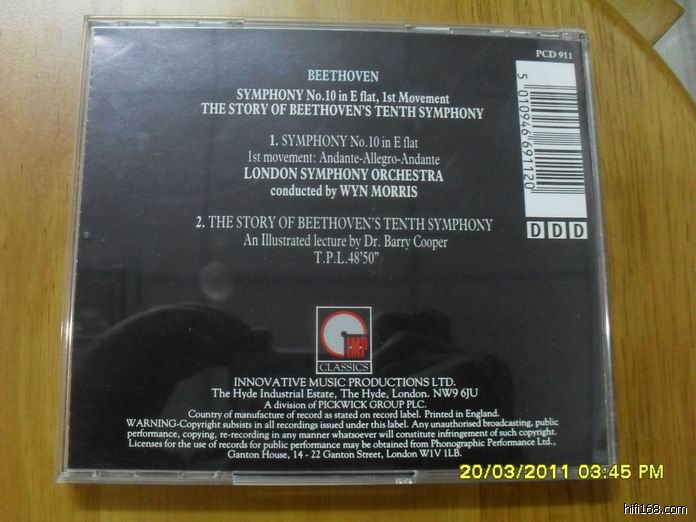 PCD 911
BEETHOVEN
SYMPHONY No.10 in E flat, 1st Movement
THE STORY OF BEETHOVEN'S TENTH SYMPHONY
1. SYMPHONY No.10 in E flat
1st movement: Andante-Allegro-Andante
LONDON SYMPHONY ORCHESTRA
conducted by WYN MORRIS
2. THE STORY OF BEETHOVEN'S TENTH SYMPHONY
An Illustrated lecture by Dr. Barry Cooper
T.P.L.48'50"
5 010946 691120
D D D
IMP
CLASSICS
INNOVATIVE MUSIC PRODUCTIONS LTD.
The Hyde Industrial Estate, The Hyde, London. NW9 6JU
A division of PICKWICK GROUP PLC.
Country of manufacture of record as stated on record label. Printed in England.
WARNING-Copyright subsists in all recordings issued under this label. Any unauthorised broadcasting, public
performance, copying, re-recording in any manner whatsoever will constitute infringement of such copyright.
Licenses for the use of records for public performance may be obtained from Phonographic Performance Ltd.,
Ganton House, 14 - 22 Ganton Street, London W1V 1LB.
20/03/2011 03:45 PM
hifi168.com